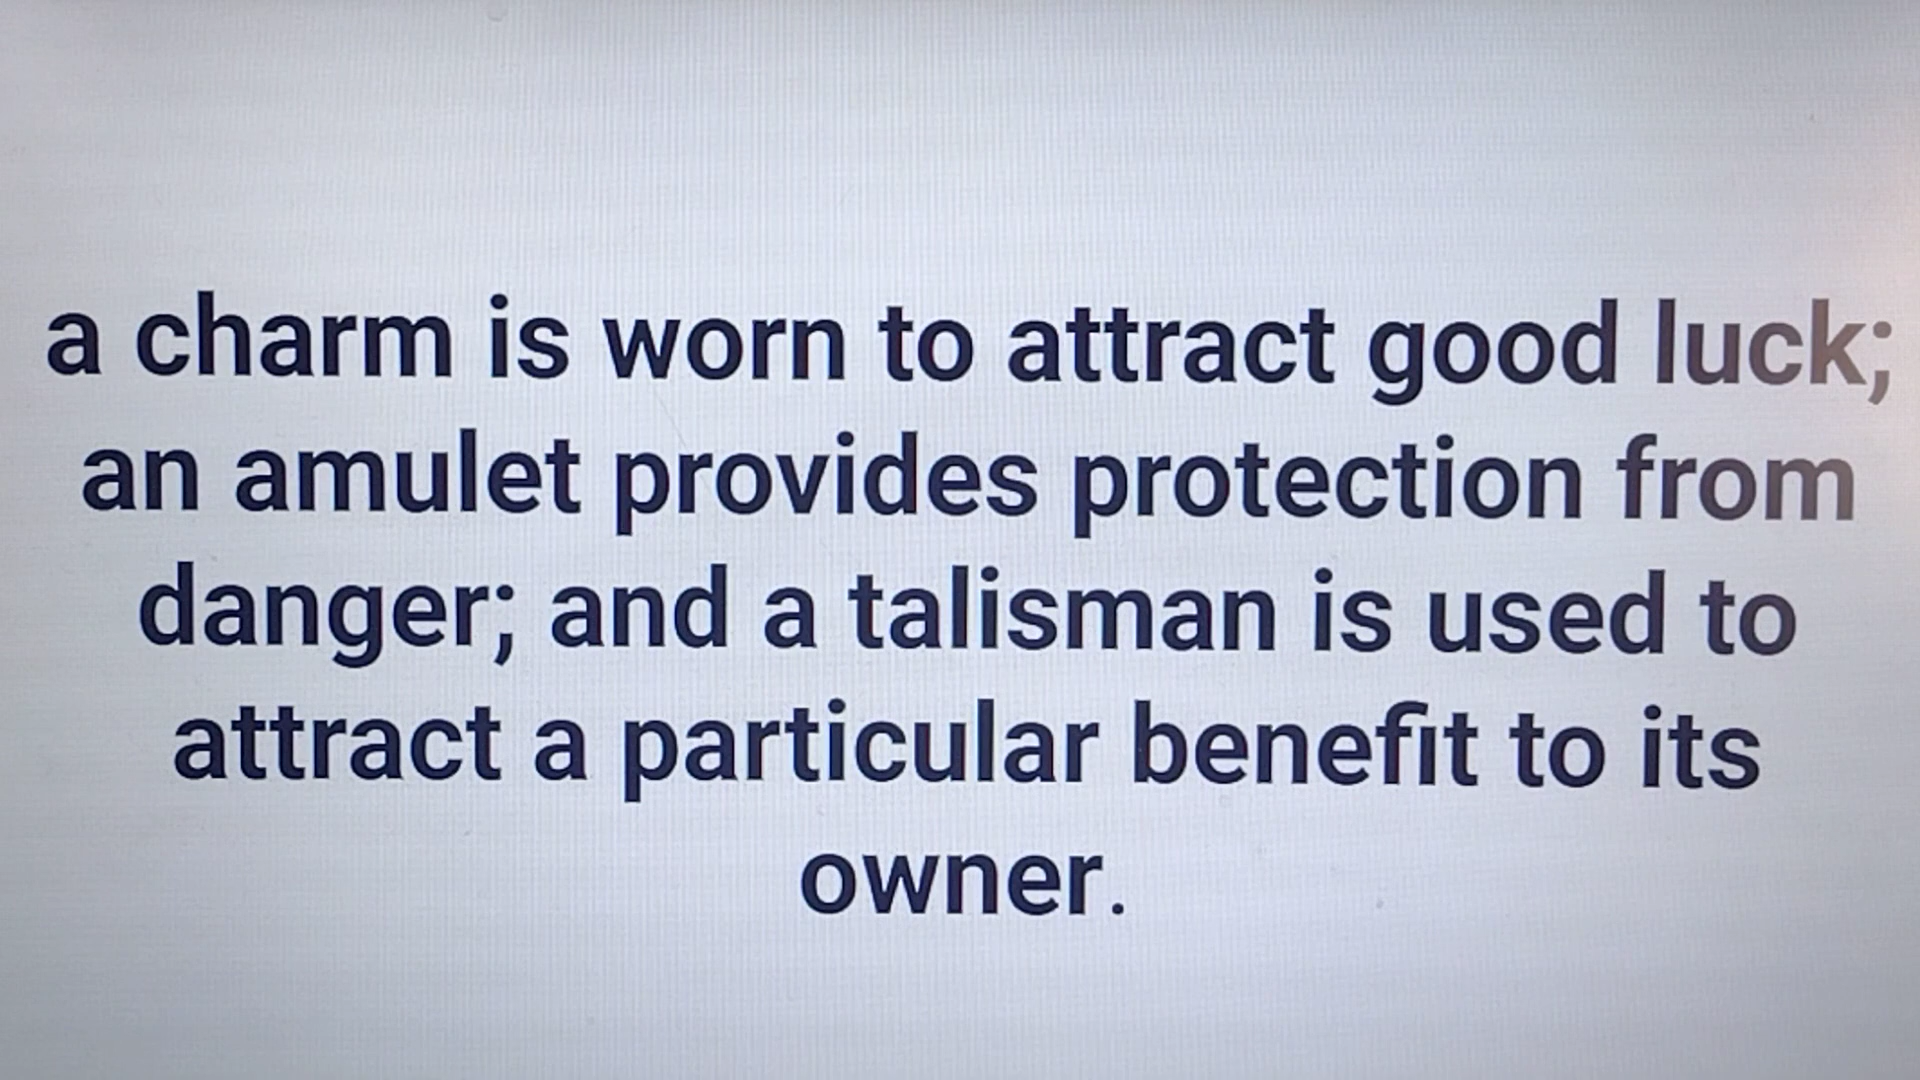 a charm is worn to attract good luck;
an amulet provides protection from
danger; and a talisman is used to
attract a particular benefit to its
owner.